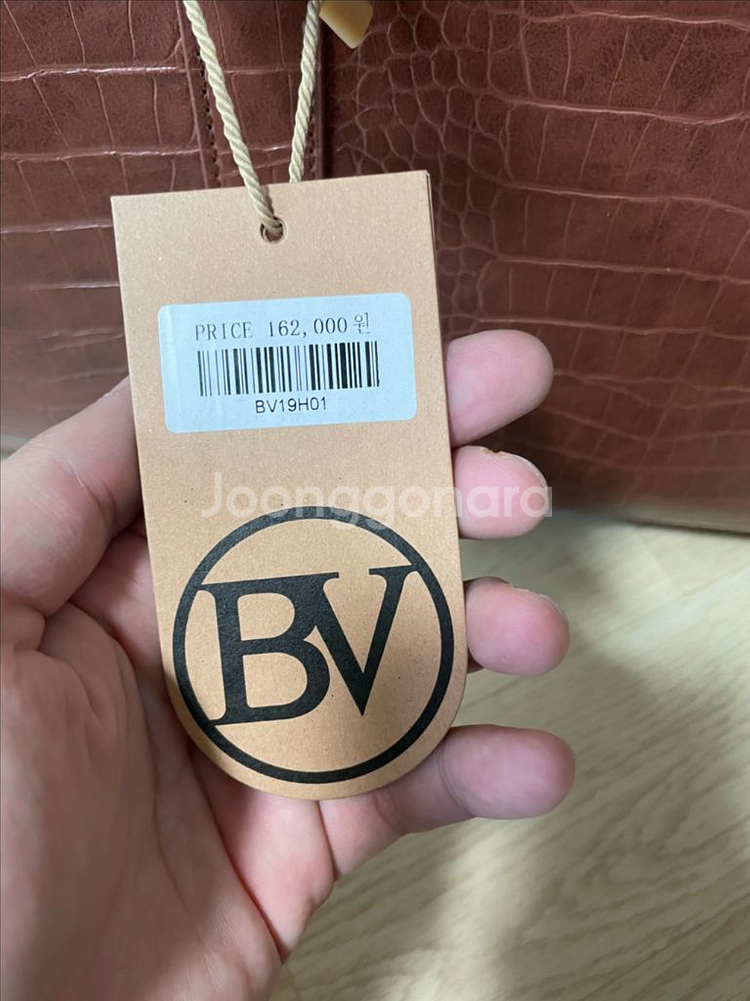 PRICE 162,000원
BV19H01
Joonggonara
BV